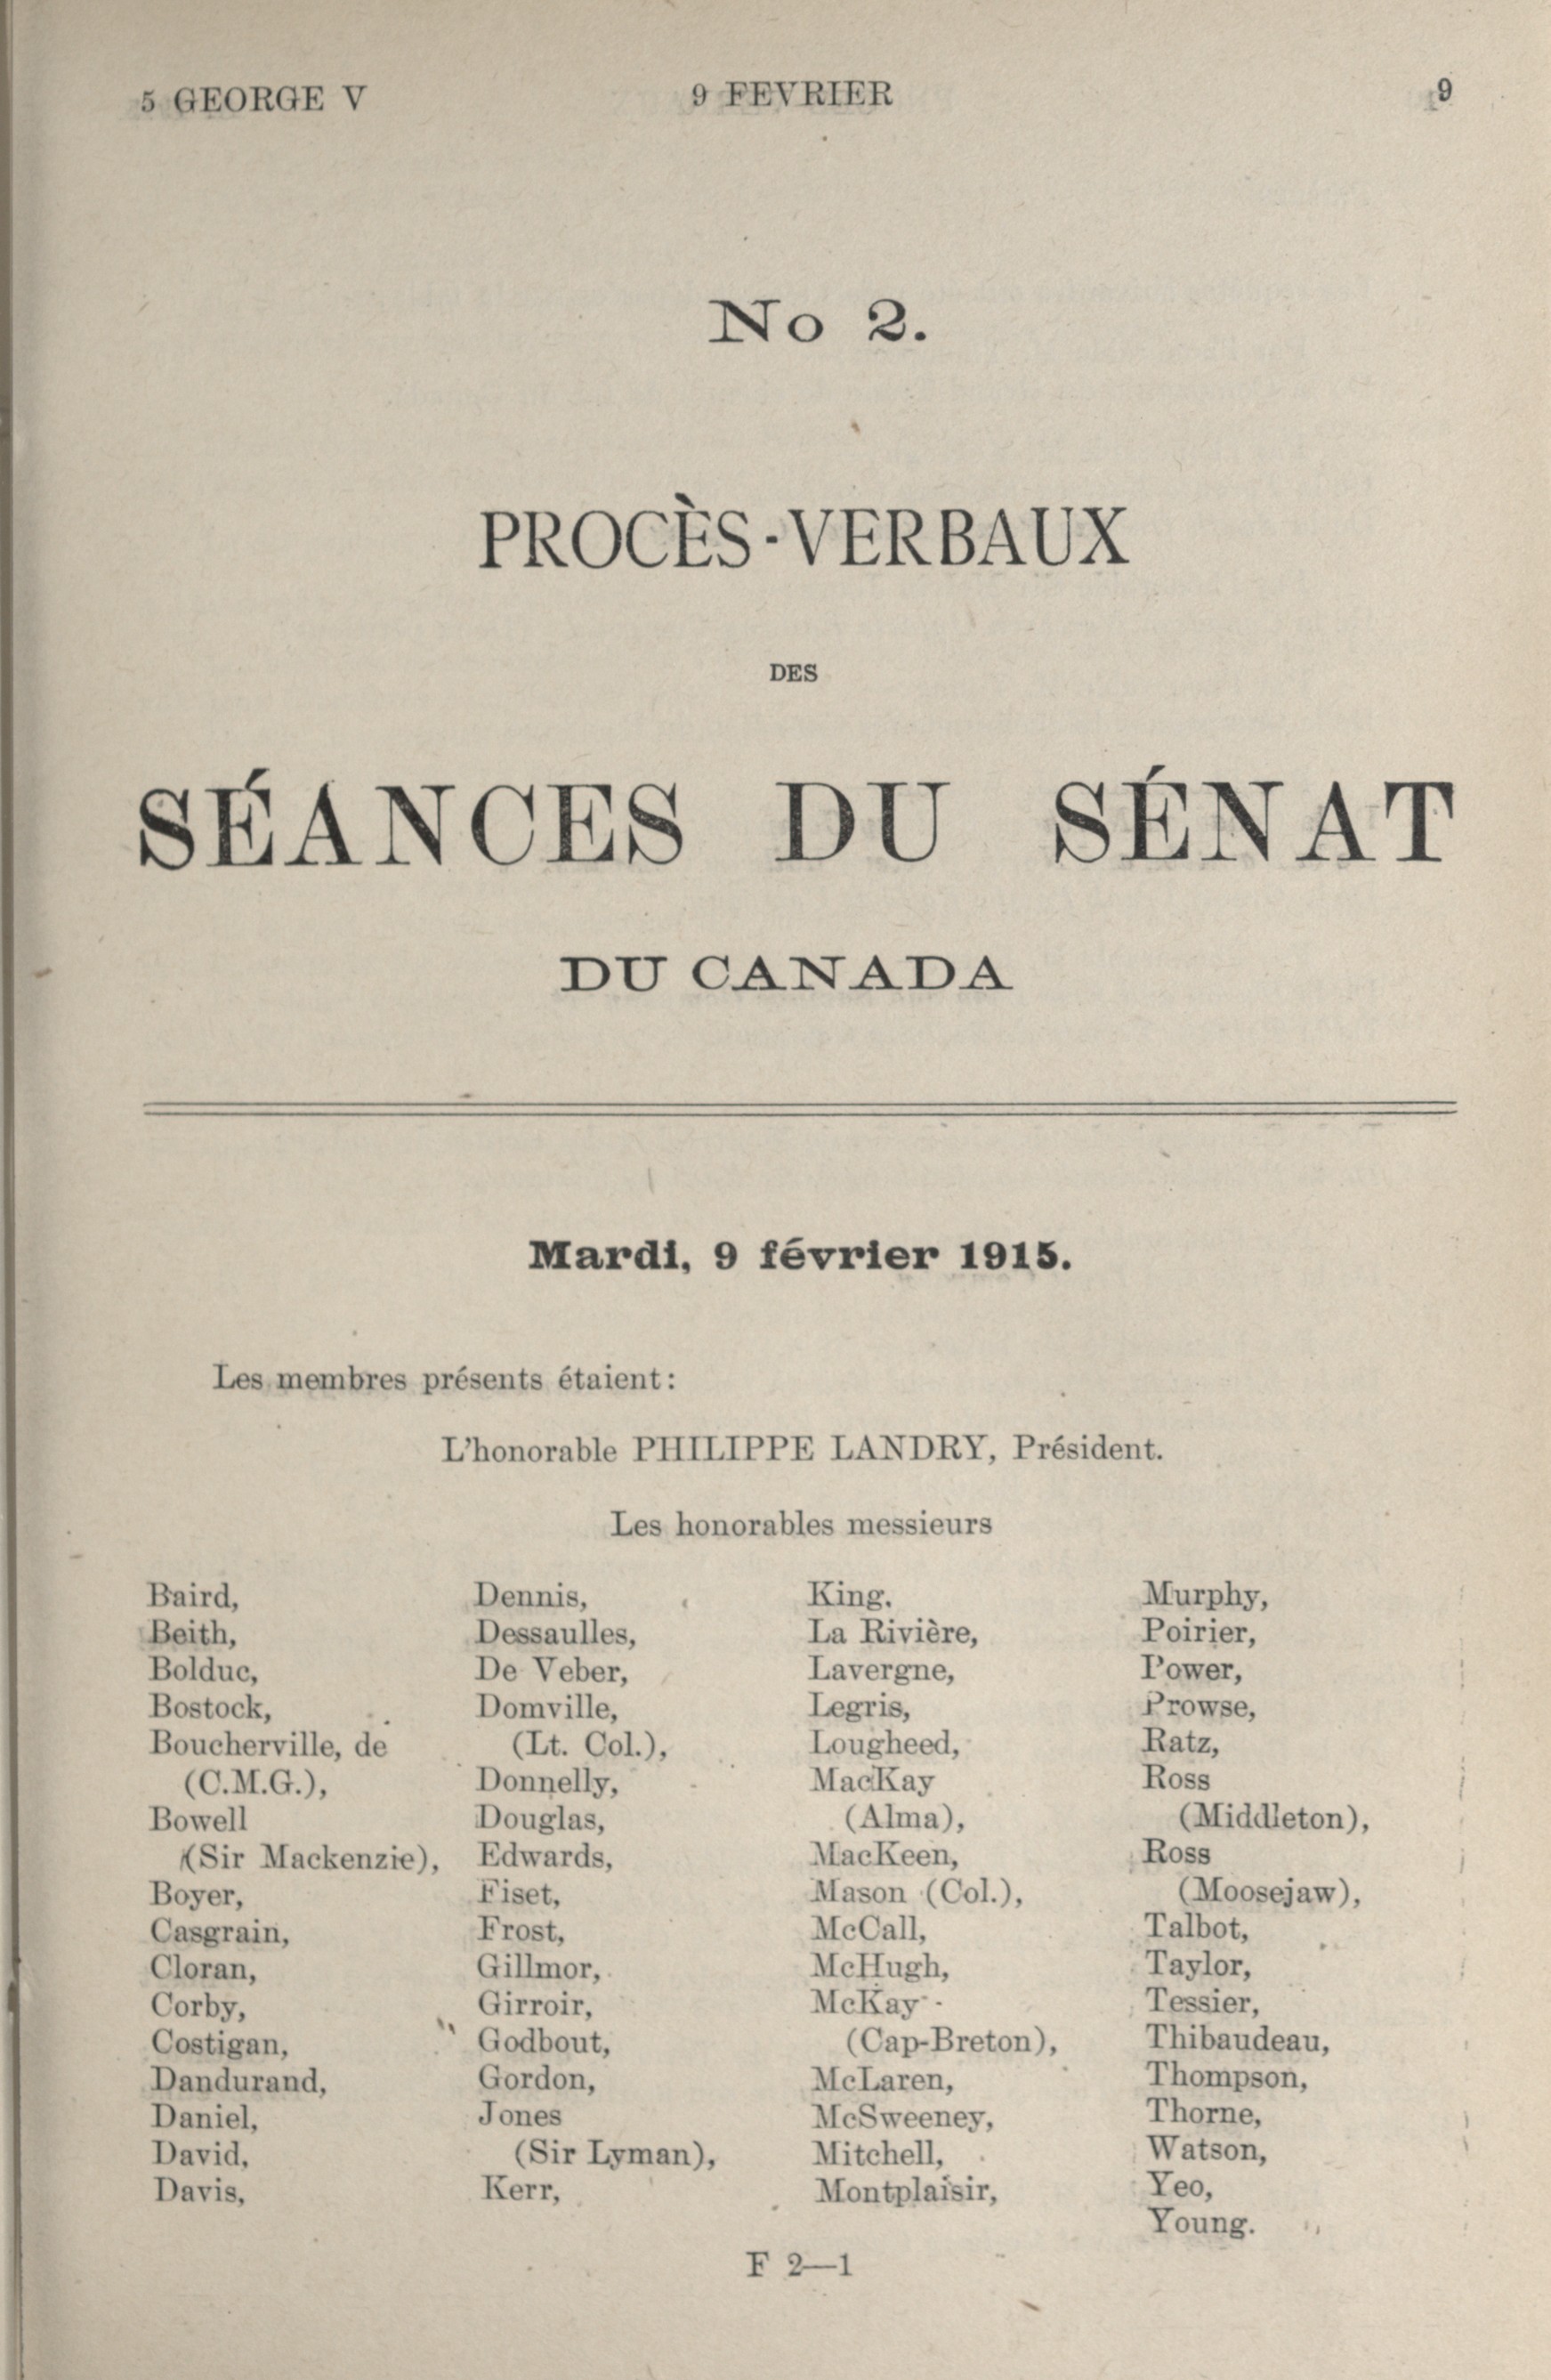 5 GEORGE V
9 FEVRIER
9
No 2.
PROCÈS-VERBAUX
DES
SÉANCES DU SÉNAT
DU CANADA
Mardi, 9 février 1915.
Les membres présents étaient:
L'honorable PHILIPPE LANDRY, Président.
Les honorables messieurs
Baird,
Beith,
Bolduc,
Bostock,
Boucherville, de
(C.M.G.),
Bowell
(Sir Mackenzie),
Boyer,
Casgrain,
Cloran,
Corby,
Costigan,
Dandurand,
Daniel,
David,
Davis,
Dennis,
Dessaulles,
De Veber,
Domville,
(Lt. Col.),
Donnelly,
Douglas,
Edwards,
Fiset,
Frost,
Gillmor,
Girroir,
Godbout,
Gordon,
Jones
(Sir Lyman),
Kerr,
King.
La Rivière,
Lavergne,
Legris,
Lougheed,
MacKay
(Alma),
MacKeen,
Mason (Col.),
McCall,
McHugh,
McKay
(Cap-Breton),
McLaren,
McSweeney,
Mitchell,
Montplaisir,
Murphy,
Poirier,
Power,
Prowse,
Ratz,
Ross
(Middleton),
Ross
(Moosejaw),
Talbot,
Taylor,
Tessier,
Thibaudeau,
Thompson,
Thorne,
Watson,
Yeo,
Young.
F 2—1